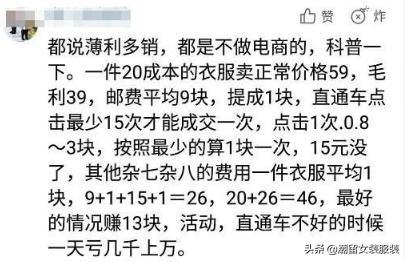 赞 炸
都说薄利多销，都是不做电商的，科普一
下。一件20成本的衣服卖正常价格59，毛
利39，邮费平均9块，提成1块，直通车点
击最少15次才能成交一次，点击1次.0.8
～3块，按照最少的算1块一次，15元没
了，其他杂七杂八的费用一件衣服平均1
块，9+1+15+1＝26，20+26＝46，最好
的情况赚13块，活动，直通车不好的时候
一天亏几千上万。
头条@潮留女装服装